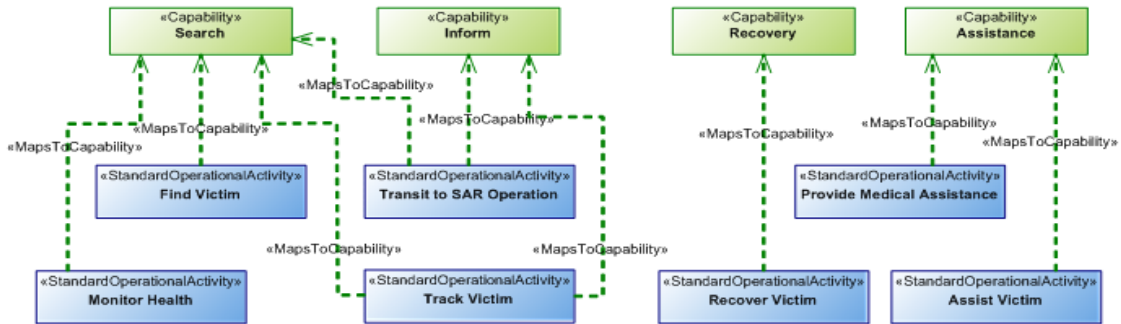 «Capability»
Search
«Capability»
Inform
«Capability»
Recovery
«Capability»
Assistance
«MapsToCapability»
«MapsToCapability»
«MapsToCapability»
«MapsToCapability»
«MapsToCapability»
«MapsToCapability»
«MapsToCapability»
«StandardOperationalActivity»
Find Victim
«StandardOperationalActivity»
Transit to SAR Operation
«StandardOperationalActivity»
Provide Medical Assistance
«MapsToCapability»
«MapsToCapability»
«StandardOperationalActivity»
Monitor Health
«StandardOperationalActivity»
Track Victim
«StandardOperationalActivity»
Recover Victim
«StandardOperationalActivity»
Assist Victim